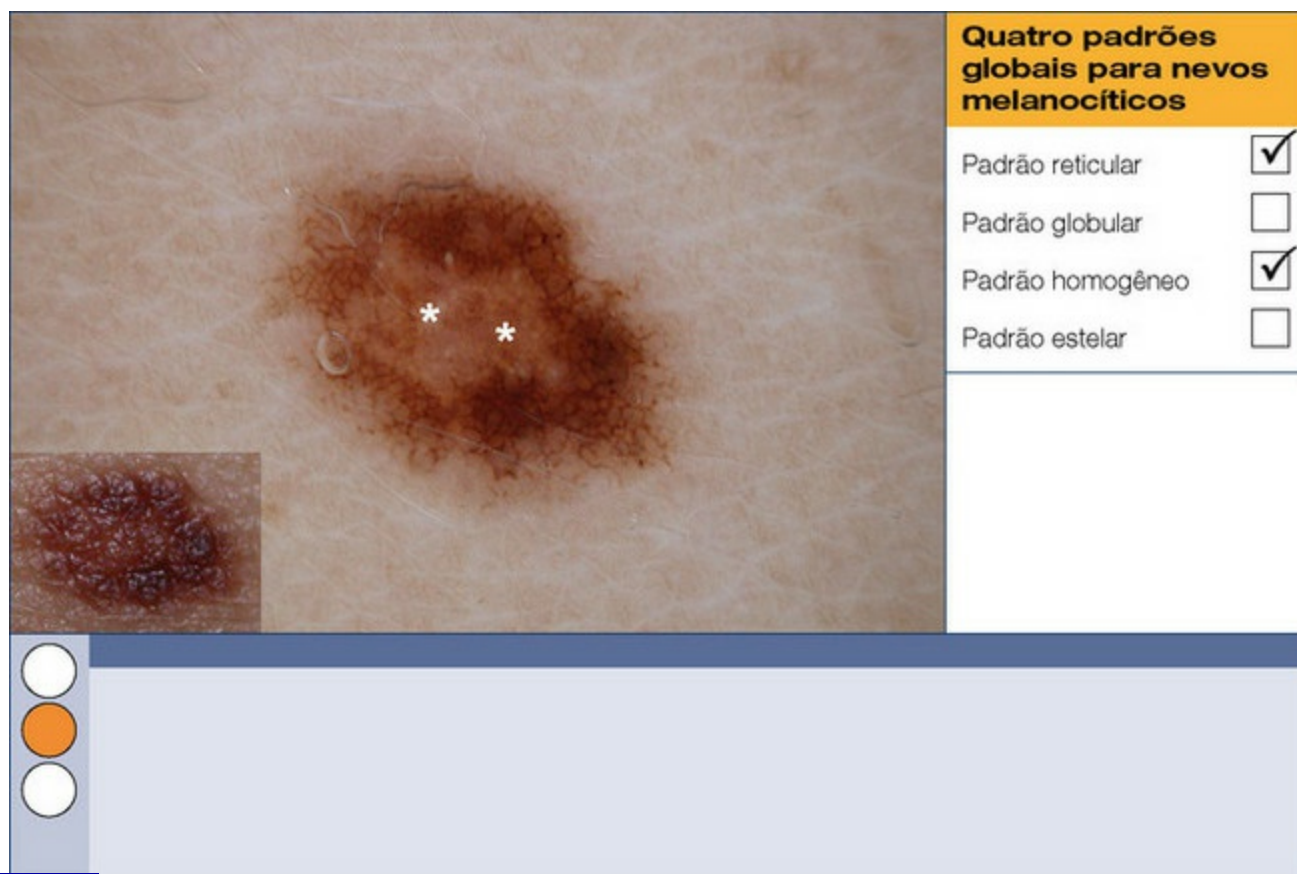 Quatro padrões
globais para nevos
melanocíticos
Padrão reticular
Padrão globular
Padrão homogêneo
Padrão estelar
* *